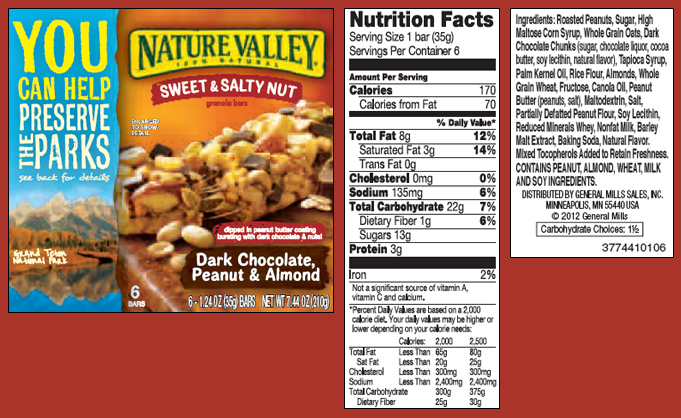 YOU
CAN HELP
PRESERVE
THE PARKS
see back for details
Grand Teton
National Park
NATURE VALLEY®
100% NATURAL
SWEET & SALTY NUT
granola bars
ENLARGED
TO SHOW
DETAIL
dipped in peanut butter coating
bursting with dark chocolate & nuts!
Dark Chocolate,
Peanut & Almond
6
BARS
6 - 1.24 OZ (35g) BARS NET WT 7.44 OZ (210g)
Nutrition Facts
Serving Size 1 bar (35g)
Servings Per Container 6
Amount Per Serving
Calories 170
Calories from Fat 70
% Daily Value*
Total Fat 8g 12%
Saturated Fat 3g 14%
Trans Fat 0g
Cholesterol 0mg 0%
Sodium 135mg 6%
Total Carbohydrate 22g 7%
Dietary Fiber 1g 6%
Sugars 13g
Protein 3g
Iron 2%
Not a significant source of vitamin A,
vitamin C and calcium.
*Percent Daily Values are based on a 2,000
calorie diet. Your daily values may be higher or
lower depending on your calorie needs:
Calories: 2,000 2,500
Total Fat Less Than 65g 80g
Sat Fat Less Than 20g 25g
Cholesterol Less Than 300mg 300mg
Sodium Less Than 2,400mg 2,400mg
Total Carbohydrate 300g 375g
Dietary Fiber 25g 30g
Ingredients: Roasted Peanuts, Sugar, High
Maltose Corn Syrup, Whole Grain Oats, Dark
Chocolate Chunks (sugar, chocolate liquor, cocoa
butter, soy lecithin, natural flavor), Tapioca Syrup,
Palm Kernel Oil, Rice Flour, Almonds, Whole
Grain Wheat, Fructose, Canola Oil, Peanut
Butter (peanuts, salt), Maltodextrin, Salt,
Partially Defatted Peanut Flour, Soy Lecithin,
Reduced Minerals Whey, Nonfat Milk, Barley
Malt Extract, Baking Soda, Natural Flavor.
Mixed Tocopherols Added to Retain Freshness.
CONTAINS PEANUT, ALMOND, WHEAT, MILK
AND SOY INGREDIENTS.
DISTRIBUTED BY GENERAL MILLS SALES, INC.
MINNEAPOLIS, MN 55440 USA
© 2012 General Mills
Carbohydrate Choices: 1½
3774410106